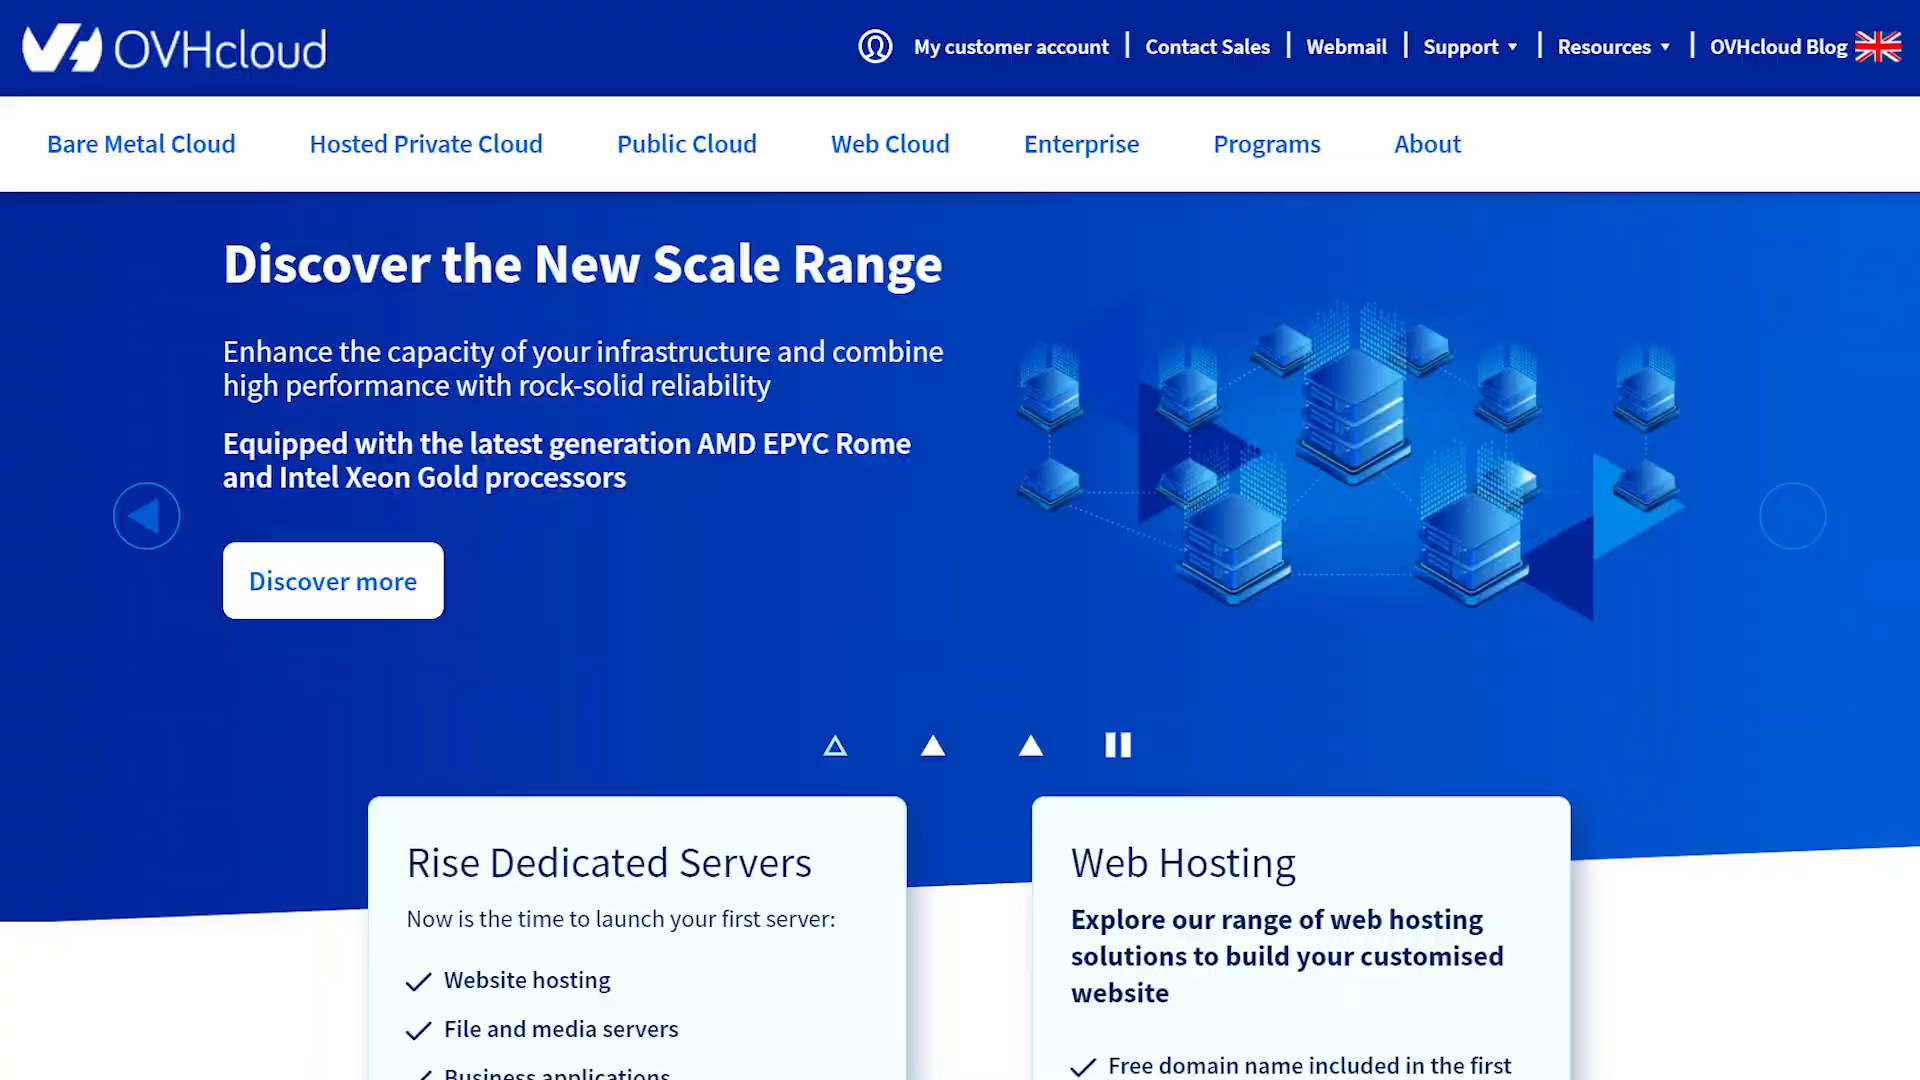 OVHcloud
My customer account
Contact Sales
Webmail
Support
Resources
OVHcloud Blog
Bare Metal Cloud
Hosted Private Cloud
Public Cloud
Web Cloud
Enterprise
Programs
About
Discover the New Scale Range
Enhance the capacity of your infrastructure and combine
high performance with rock-solid reliability
Equipped with the latest generation AMD EPYC Rome
and Intel Xeon Gold processors
Discover more
Rise Dedicated Servers
Now is the time to launch your first server:
Website hosting
File and media servers
Business applications
Web Hosting
Explore our range of web hosting
solutions to build your customised
website
Free domain name included in the first